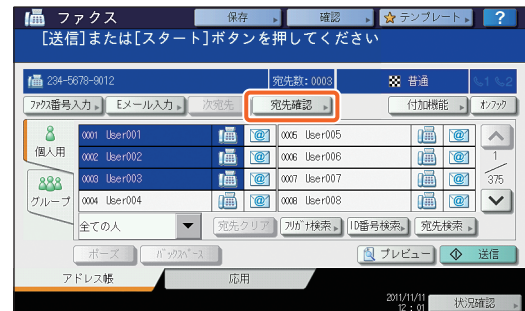 ファクス 保存 確認 テンプレート ?
[送信]または[スタート]ボタンを押してください
234-5678-9012 宛先数:0003 普通
ファクス番号入力 Eメール入力 次宛先 宛先確認 付加機能 オンフック
個人用
グループ
0001 User001 0005 User005
0002 User002 0006 User006
0003 User003 0007 User007
0004 User004 0008 User008
1
375
全ての人 宛先クリア フリガナ検索 ID番号検索 宛先検索
ポーズ バックスペース プレビュー 送信
アドレス帳 応用
2011/11/11
12:01 状況確認